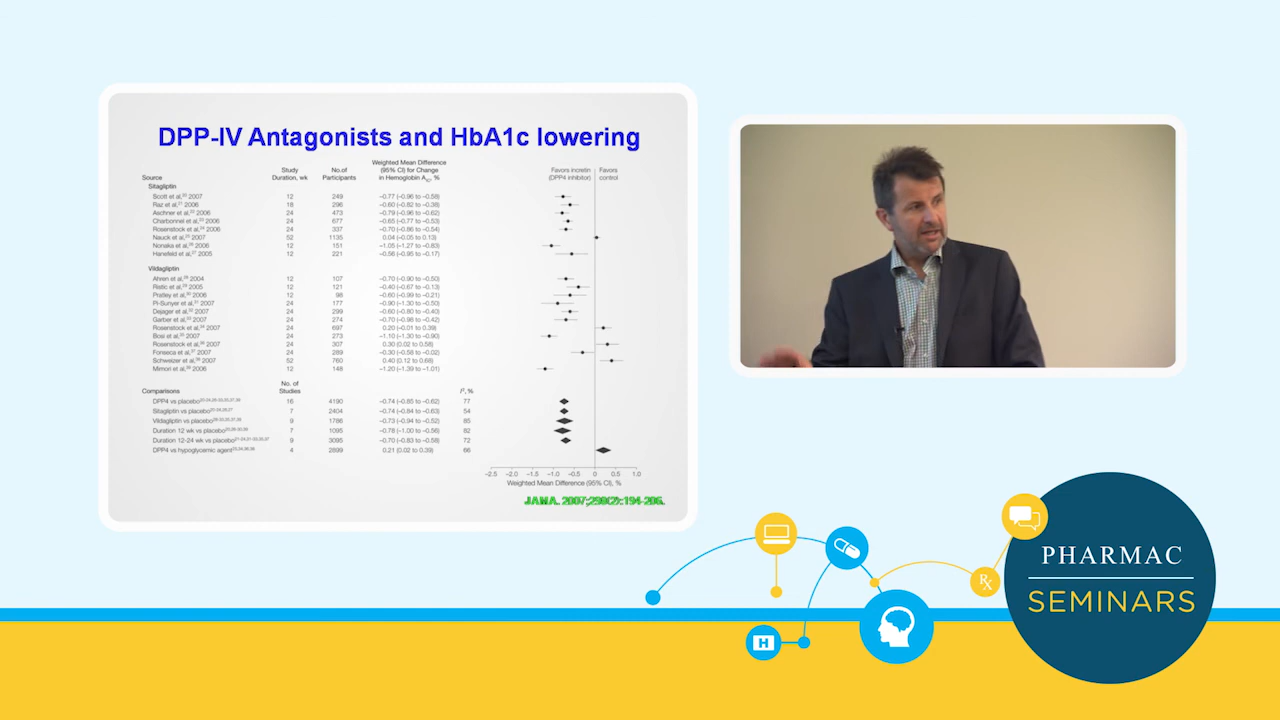 DPP-IV Antagonists and HbA1c lowering
Source Study Duration, wk No.of Participants Weighted Mean Difference (95% CI) for Change in Hemoglobin A1C, % Favors incretin (DPP4 inhibitor) Favors control
Sitagliptin
Scott et al, 2007 12 249 −0.77 (−0.96 to −0.58)
Raz et al, 2006 18 296 −0.60 (−0.82 to −0.38)
Aschner et al, 2006 24 473 −0.79 (−0.96 to −0.62)
Charbonnel et al, 2006 24 677 −0.65 (−0.77 to −0.53)
Rosenstock et al, 2006 24 337 −0.70 (−0.86 to −0.54)
Nauck et al, 2007 52 1135 0.04 (−0.05 to 0.13)
Nonaka et al, 2006 12 151 −1.05 (−1.27 to −0.83)
Hanefeld et al, 2005 12 221 −0.56 (−0.95 to −0.17)
Vildagliptin
Ahren et al, 2004 12 107 −0.70 (−0.90 to −0.50)
Ristic et al, 2005 12 121 −0.40 (−0.67 to −0.13)
Pratley et al, 2006 12 98 −0.60 (−0.99 to −0.21)
Pi-Sunyer et al, 2007 24 177 −0.90 (−1.30 to −0.50)
Dejager et al, 2007 24 299 −0.60 (−0.80 to −0.40)
Garber et al, 2007 24 274 −0.70 (−0.98 to −0.42)
Rosenstock et al, 2007 24 697 0.20 (−0.01 to 0.39)
Bosi et al, 2007 24 273 −1.10 (−1.30 to −0.90)
Rosenstock et al, 2007 24 307 0.30 (0.02 to 0.58)
Fonseca et al, 2007 24 289 −0.30 (−0.58 to −0.02)
Schweizer et al, 2007 52 760 0.40 (0.12 to 0.68)
Mimori et al, 2006 12 148 −1.20 (−1.39 to −1.01)
Comparisons No. of Studies I², %
DPP4 vs placebo 16 4190 −0.74 (−0.85 to −0.62) 77
Sitagliptin vs placebo 7 2404 −0.74 (−0.84 to −0.63) 54
Vildagliptin vs placebo 9 1786 −0.73 (−0.94 to −0.52) 85
Duration 12 wk vs placebo 7 1095 −0.78 (−1.00 to −0.56) 82
Duration 12-24 wk vs placebo 9 3095 −0.70 (−0.83 to −0.58) 72
DPP4 vs hypoglycemic agent 4 2899 0.21 (0.02 to 0.39) 66
−2.5 −2.0 −1.5 −1.0 −0.5 0 0.5 1.0
Weighted Mean Difference (95% CI), %
JAMA. 2007;298(2):194-206.
PHARMAC
SEMINARS
Rx
H